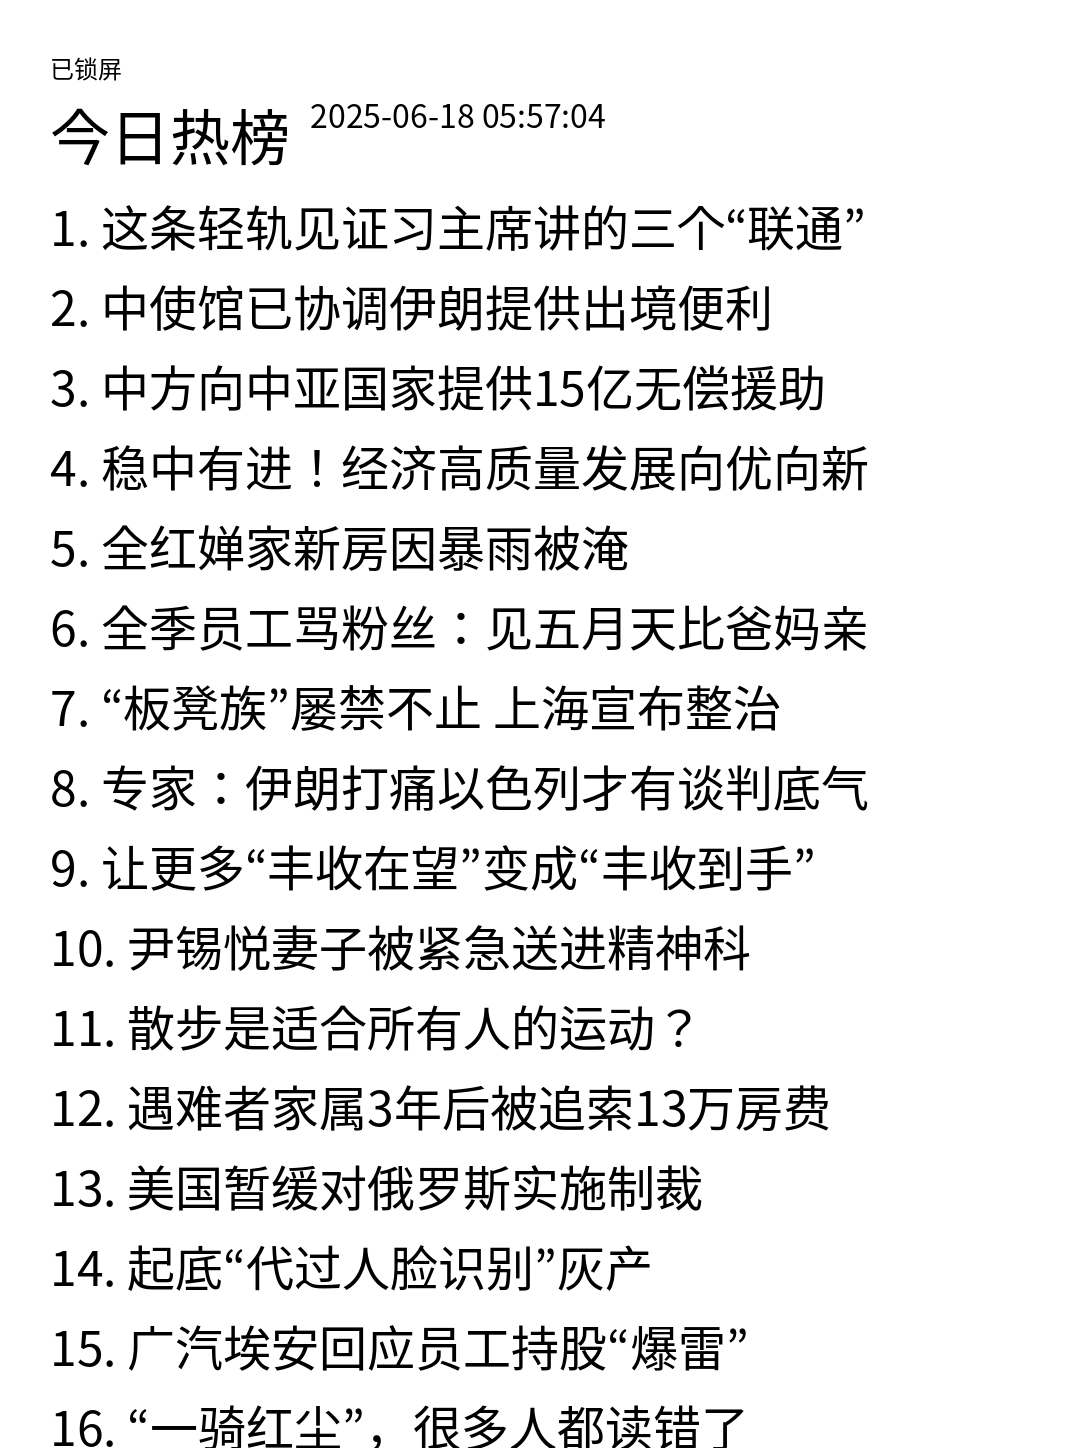 已锁屏
今日热榜 2025-06-18 05:57:04
1. 这条轻轨见证习主席讲的三个“联通”
2. 中使馆已协调伊朗提供出境便利
3. 中方向中亚国家提供15亿无偿援助
4. 稳中有进！经济高质量发展向优向新
5. 全红婵家新房因暴雨被淹
6. 全季员工骂粉丝：见五月天比爸妈亲
7. “板凳族”屡禁不止 上海宣布整治
8. 专家：伊朗打痛以色列才有谈判底气
9. 让更多“丰收在望”变成“丰收到手”
10. 尹锡悦妻子被紧急送进精神科
11. 散步是适合所有人的运动？
12. 遇难者家属3年后被追索13万房费
13. 美国暂缓对俄罗斯实施制裁
14. 起底“代过人脸识别”灰产
15. 广汽埃安回应员工持股“爆雷”
16. “一骑红尘”，很多人都读错了